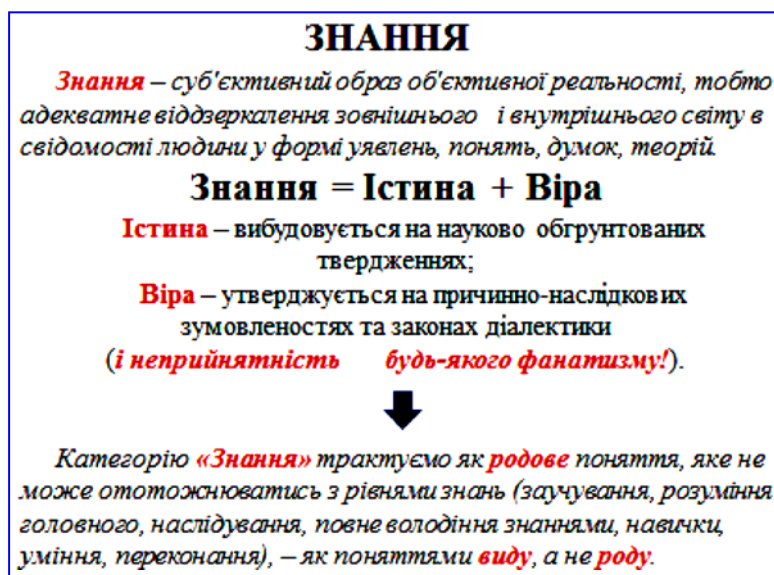 ЗНАННЯ
Знання – суб'єктивний образ об'єктивної реальності, тобто
адекватне віддзеркалення зовнішнього і внутрішнього світу в
свідомості людини у формі уявлень, понять, думок, теорій.
Знання = Істина + Віра
Істина – вибудовується на науково обгрунтованих
твердженнях;
Віра – утверджується на причинно-наслідкових
зумовленостях та законах діалектики
(і неприйнятність будь-якого фанатизму!).
Категорію «Знання» трактуємо як родове поняття, яке не
може ототожнюватись з рівнями знань (заучування, розуміння
головного, наслідування, повне володіння знаннями, навички,
уміння, переконання), – як поняттями виду, а не роду.